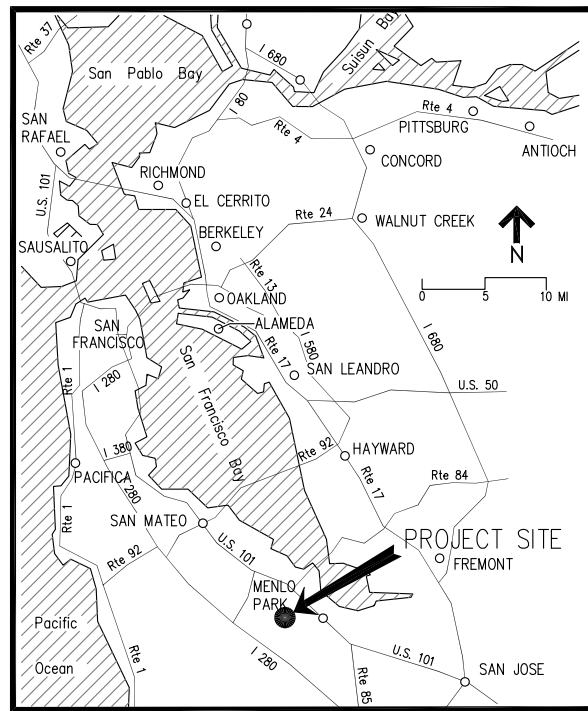 Rte 37
San Pablo Bay
I 680
Suisun Bay
I 80
SAN
RAFAEL
Rte 4
Rte 4
PITTSBURG
ANTIOCH
CONCORD
RICHMOND
U.S. 101
EL CERRITO
Rte 24
WALNUT CREEK
BERKELEY
SAUSALITO
N
Rte 13
0 5 10 MI
OAKLAND
ALAMEDA
SAN
FRANCISCO
I 580
I 680
San Francisco Bay
Rte 17
SAN LEANDRO
Rte 1
I 280
U.S. 50
I 380
Rte 92
HAYWARD
PACIFICA
I 280
Rte 84
Rte 17
Rte 1
SAN MATEO
U.S. 101
PROJECT SITE
Rte 92
FREMONT
MENLO
PARK
Pacific
Ocean
Rte 1
I 280
U.S. 101
Rte 85
SAN JOSE